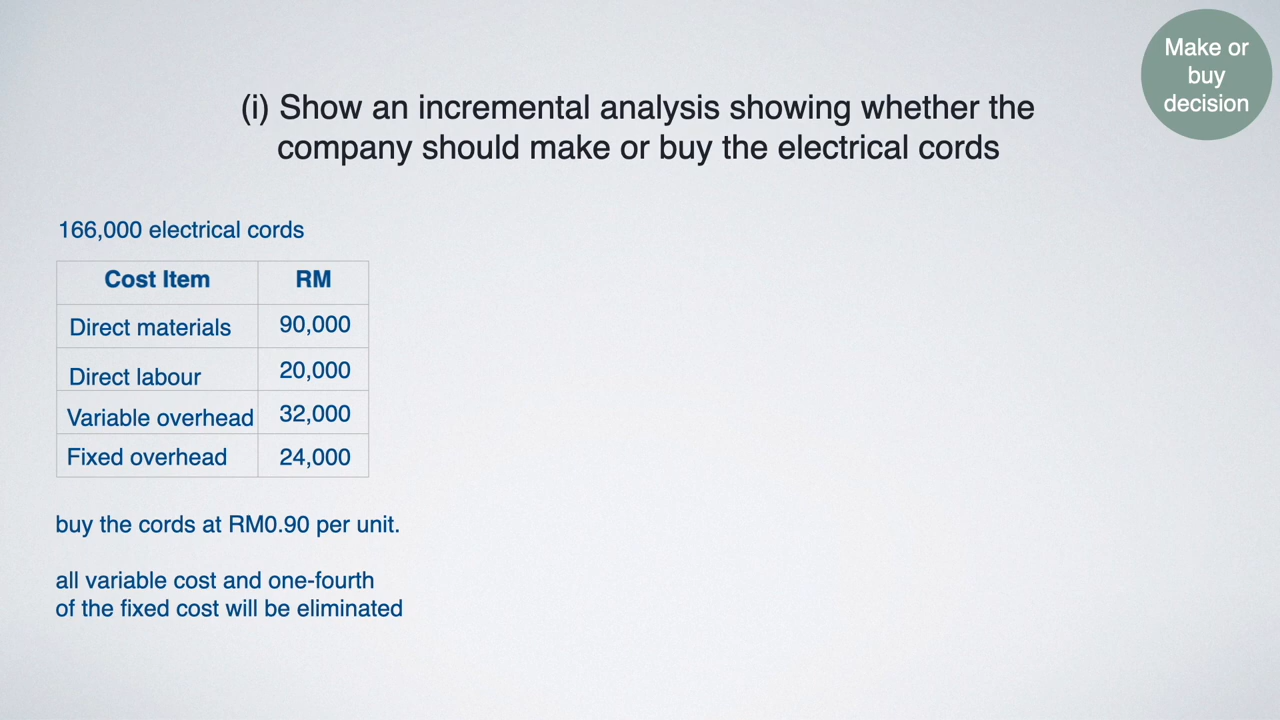 Make or
buy
decision
(i) Show an incremental analysis showing whether the
company should make or buy the electrical cords
166,000 electrical cords
Cost Item RM
Direct materials 90,000
Direct labour 20,000
Variable overhead 32,000
Fixed overhead 24,000
buy the cords at RM0.90 per unit.
all variable cost and one-fourth
of the fixed cost will be eliminated